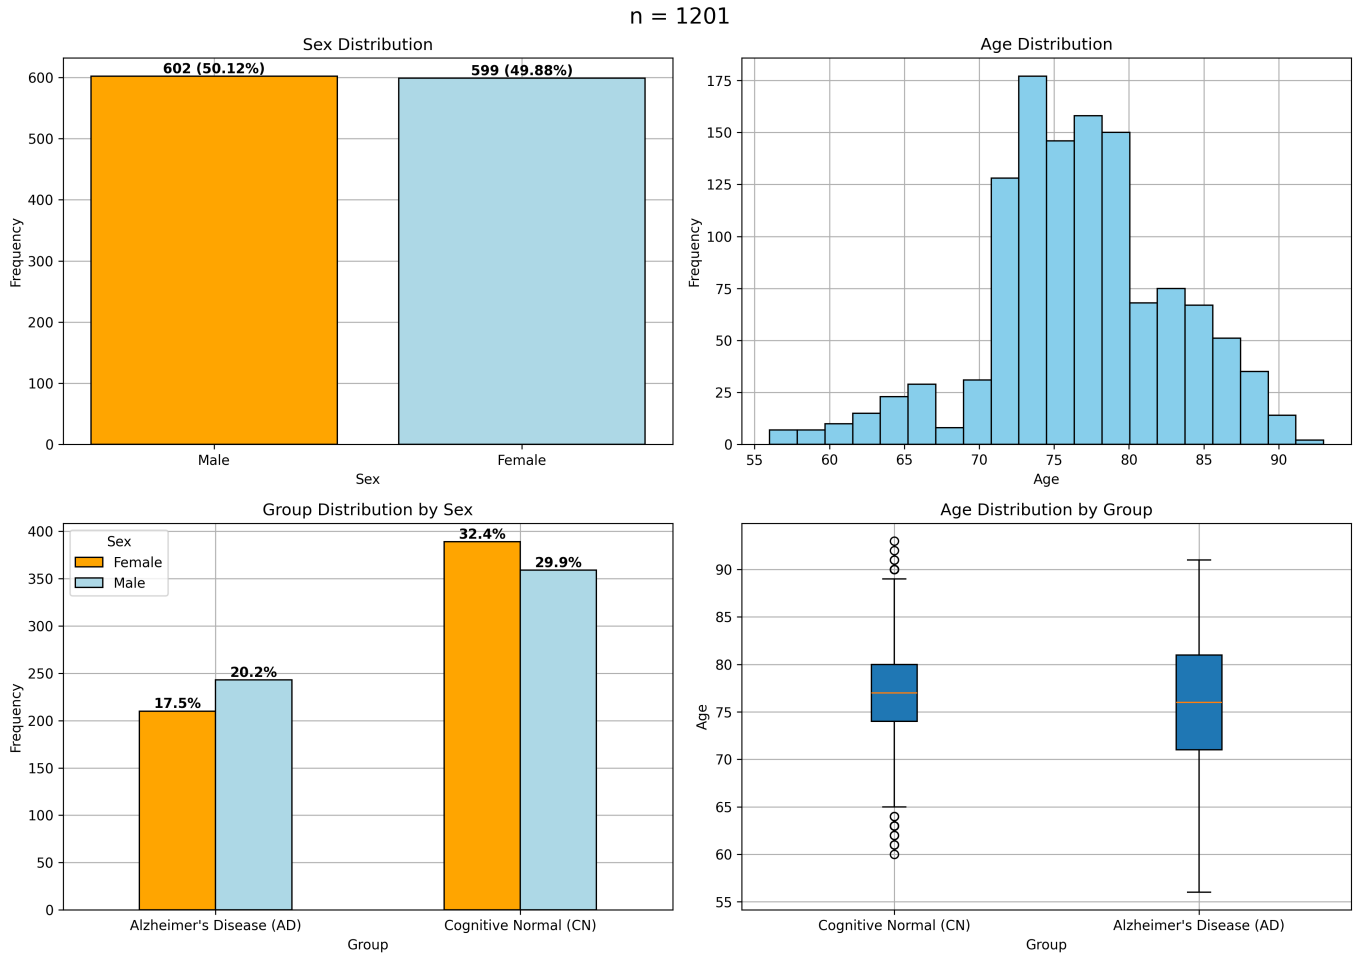 n = 1201
Sex Distribution
602 (50.12%)
599 (49.88%)
600
500
400
300
200
100
0
Frequency
Male
Female
Sex
Age Distribution
175
150
125
100
75
50
25
0
Frequency
55
60
65
70
75
80
85
90
Age
Group Distribution by Sex
Sex
Female
Male
17.5%
20.2%
32.4%
29.9%
400
350
300
250
200
150
100
50
0
Frequency
Alzheimer's Disease (AD)
Cognitive Normal (CN)
Group
Age Distribution by Group
90
85
80
75
70
65
60
55
Age
Cognitive Normal (CN)
Alzheimer's Disease (AD)
Group